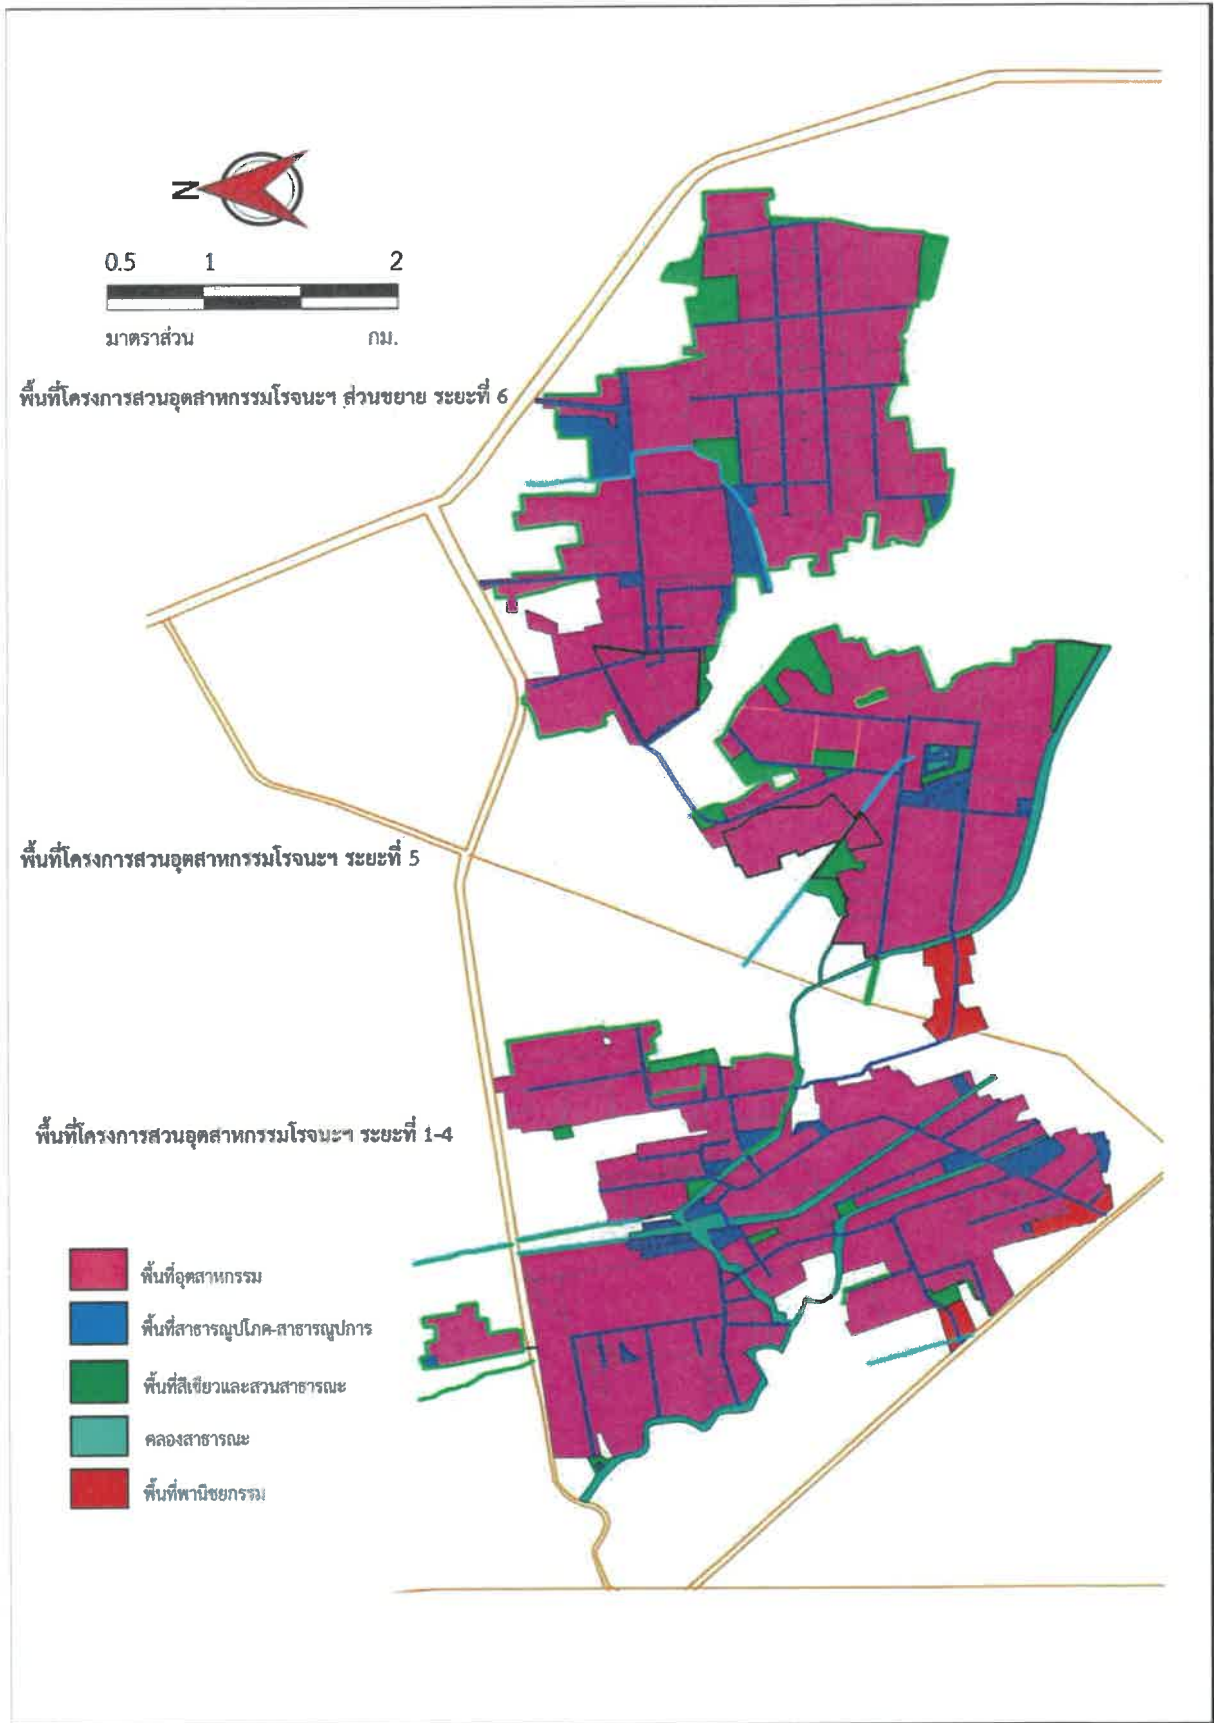 N
0.5 1 2
มาตราส่วน กม.
พื้นที่โครงการสวนอุตสาหกรรมโรจนะฯ ส่วนขยาย ระยะที่ 6
พื้นที่โครงการสวนอุตสาหกรรมโรจนะฯ ระยะที่ 5
พื้นที่โครงการสวนอุตสาหกรรมโรจนะฯ ระยะที่ 1-4
พื้นที่อุตสาหกรรม
พื้นที่สาธารณูปโภค-สาธารณูปการ
พื้นที่สีเขียวและสวนสาธารณะ
คลองสาธารณะ
พื้นที่พาณิชยกรรม